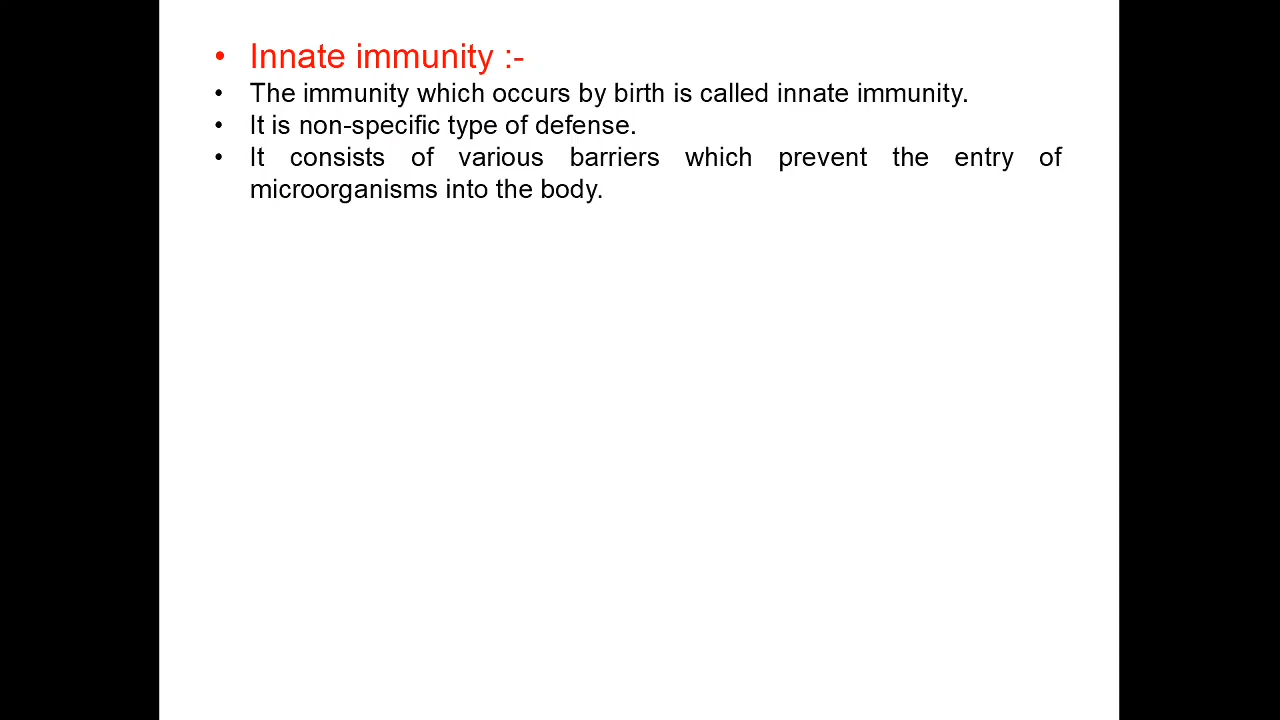 • Innate immunity :-
• The immunity which occurs by birth is called innate immunity.
• It is non-specific type of defense.
• It consists of various barriers which prevent the entry of
microorganisms into the body.